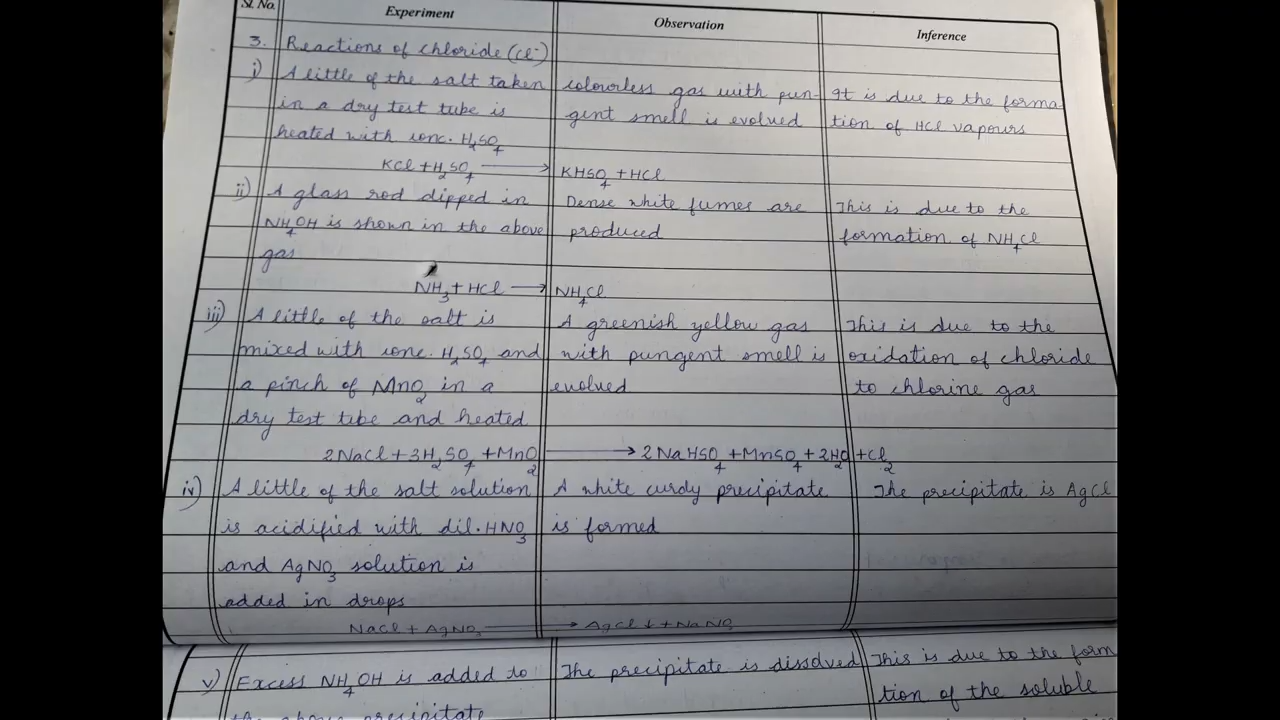 Sl. No.
Experiment
Observation
Inference
3. Reactions of chloride (Cl⁻)
i) A little of the salt taken
in a dry test tube is
heated with conc. H₂SO₄
colourless gas with pun-
gent smell is evolved
It is due to the forma
tion of HCl vapours
KCl + H₂SO₄ → KHSO₄ + HCl
ii) A glass rod dipped in
NH₄OH is shown in the above
gas
Dense white fumes are
produced
This is due to the
formation of NH₄Cl
NH₃ + HCl → NH₄Cl
iii) A little of the salt is
mixed with conc. H₂SO₄ and
a pinch of MnO₂ in a
dry test tube and heated
A greenish yellow gas
with pungent smell is
evolved
This is due to the
oxidation of chloride
to chlorine gas
2NaCl + 3H₂SO₄ + MnO₂ → 2NaHSO₄ + MnSO₄ + 2H₂O + Cl₂
iv) A little of the salt solution
is acidified with dil. HNO₃
and AgNO₃ solution is
added in drops
A white curdy precipitate
is formed
The precipitate is AgCl
NaCl + AgNO₃ → AgCl ↓ + NaNO₃
v) Excess NH₄OH is added to
the above precipitate
The precipitate is dissolved
This is due to the form
tion of the soluble